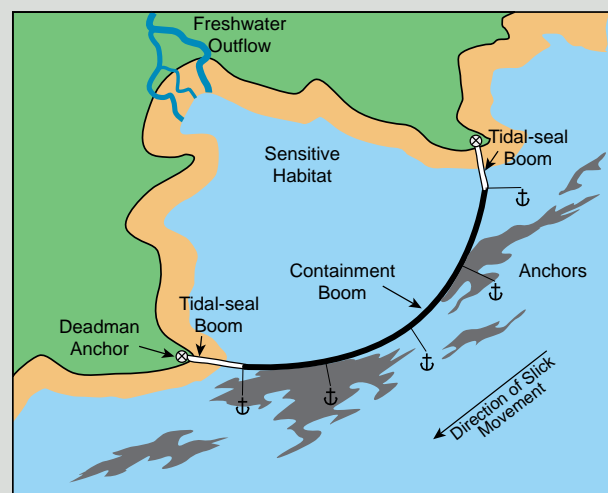 Freshwater
Outflow
Tidal-seal
Boom
Sensitive
Habitat
Containment
Boom
Anchors
Tidal-seal
Boom
Deadman
Anchor
Direction of Slick
Movement